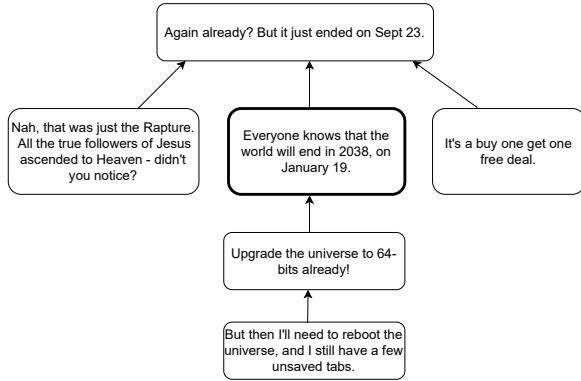 Again already? But it just ended on Sept 23.
Nah, that was just the Rapture.
All the true followers of Jesus
ascended to Heaven - didn't
you notice?
Everyone knows that the
world will end in 2038, on
January 19.
It's a buy one get one
free deal.
Upgrade the universe to 64-
bits already!
But then I'll need to reboot the
universe, and I still have a few
unsaved tabs.